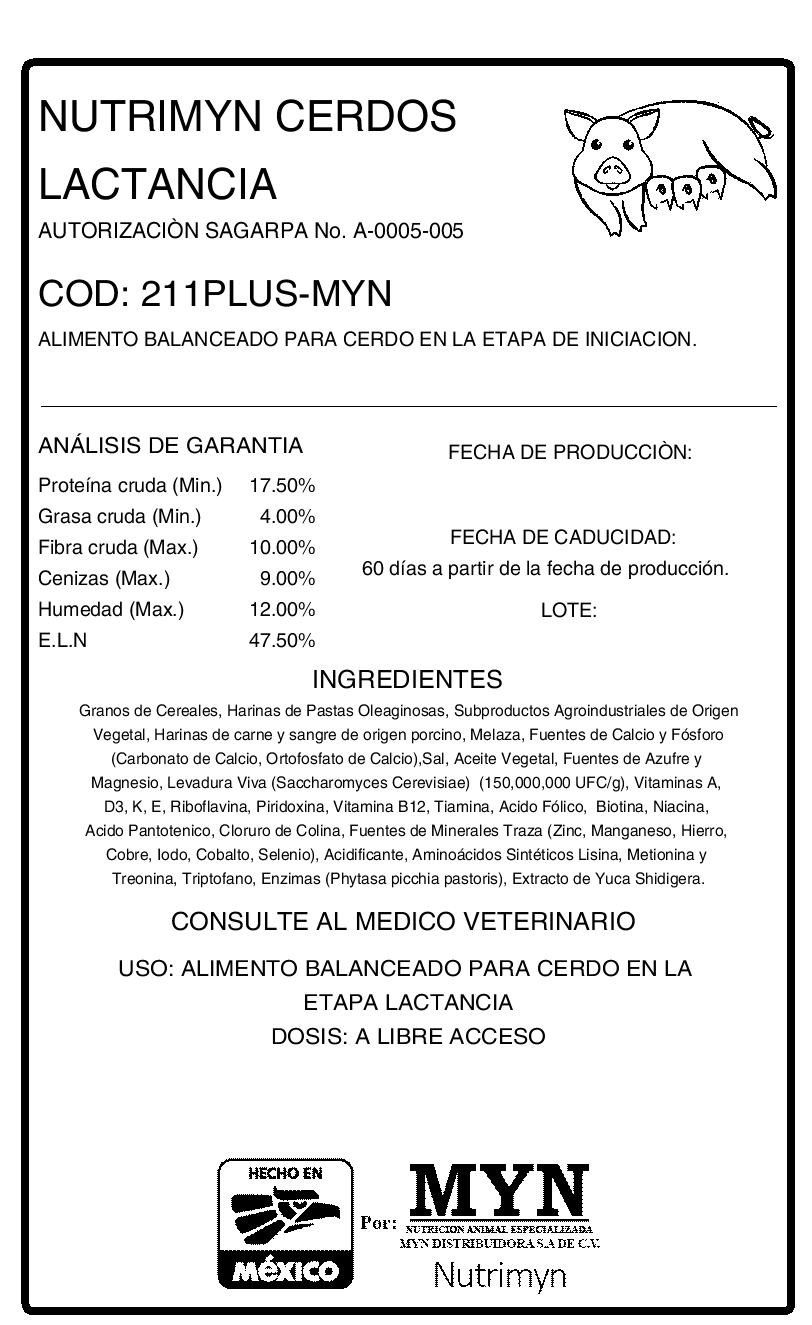 NUTRIMYN CERDOS
LACTANCIA
AUTORIZACIÒN SAGARPA No. A-0005-005
COD: 211PLUS-MYN
ALIMENTO BALANCEADO PARA CERDO EN LA ETAPA DE INICIACION.
ANÁLISIS DE GARANTIA
Proteína cruda (Min.) 17.50%
Grasa cruda (Min.) 4.00%
Fibra cruda (Max.) 10.00%
Cenizas (Max.) 9.00%
Humedad (Max.) 12.00%
E.L.N 47.50%
FECHA DE PRODUCCIÒN:
FECHA DE CADUCIDAD:
60 días a partir de la fecha de producción.
LOTE:
INGREDIENTES
Granos de Cereales, Harinas de Pastas Oleaginosas, Subproductos Agroindustriales de Origen
Vegetal, Harinas de carne y sangre de origen porcino, Melaza, Fuentes de Calcio y Fósforo
(Carbonato de Calcio, Ortofosfato de Calcio),Sal, Aceite Vegetal, Fuentes de Azufre y
Magnesio, Levadura Viva (Saccharomyces Cerevisiae) (150,000,000 UFC/g), Vitaminas A,
D3, K, E, Riboflavina, Piridoxina, Vitamina B12, Tiamina, Acido Fólico, Biotina, Niacina,
Acido Pantotenico, Cloruro de Colina, Fuentes de Minerales Traza (Zinc, Manganeso, Hierro,
Cobre, Iodo, Cobalto, Selenio), Acidificante, Aminoácidos Sintéticos Lisina, Metionina y
Treonina, Triptofano, Enzimas (Phytasa picchia pastoris), Extracto de Yuca Shidigera.
CONSULTE AL MEDICO VETERINARIO
USO: ALIMENTO BALANCEADO PARA CERDO EN LA
ETAPA LACTANCIA
DOSIS: A LIBRE ACCESO
HECHO EN
MéXICO
Por:
MYN
NUTRICION ANIMAL ESPECIALIZADA
MYN DISTRIBUIDORA S.A DE C.V.
Nutrimyn